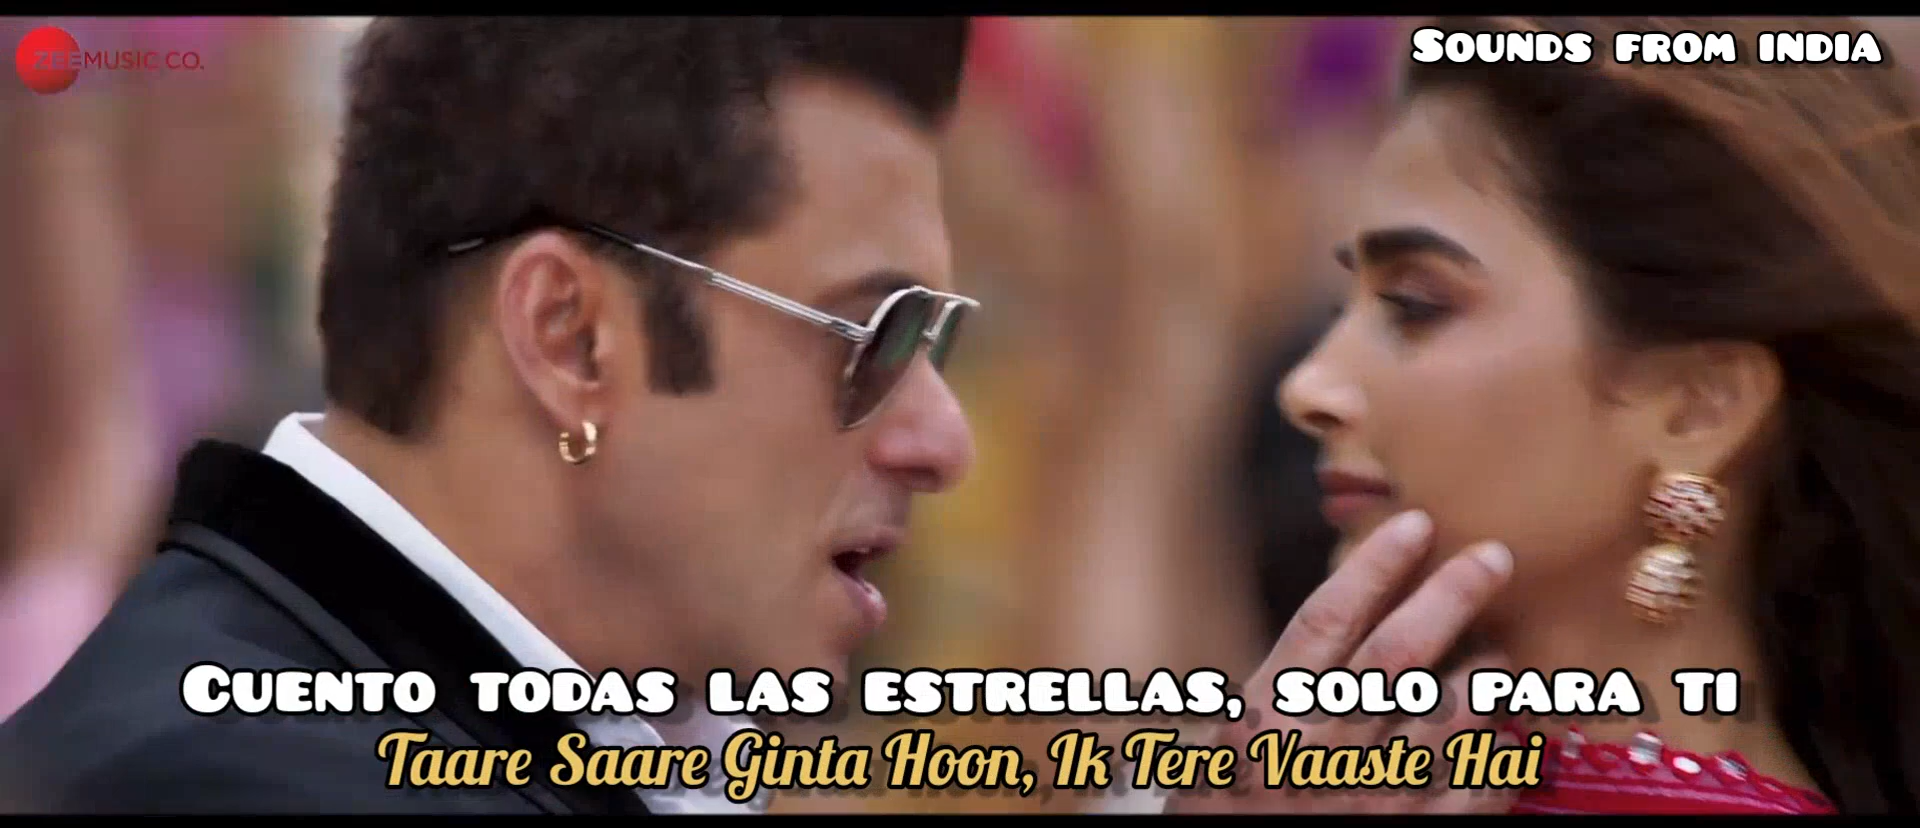 ZEE MUSIC CO.
SOUNDS FROM INDIA
CUENTO TODAS LAS ESTRELLAS, SOLO PARA TI
Taare Saare Ginta Hoon, Ik Tere Vaaste Hai